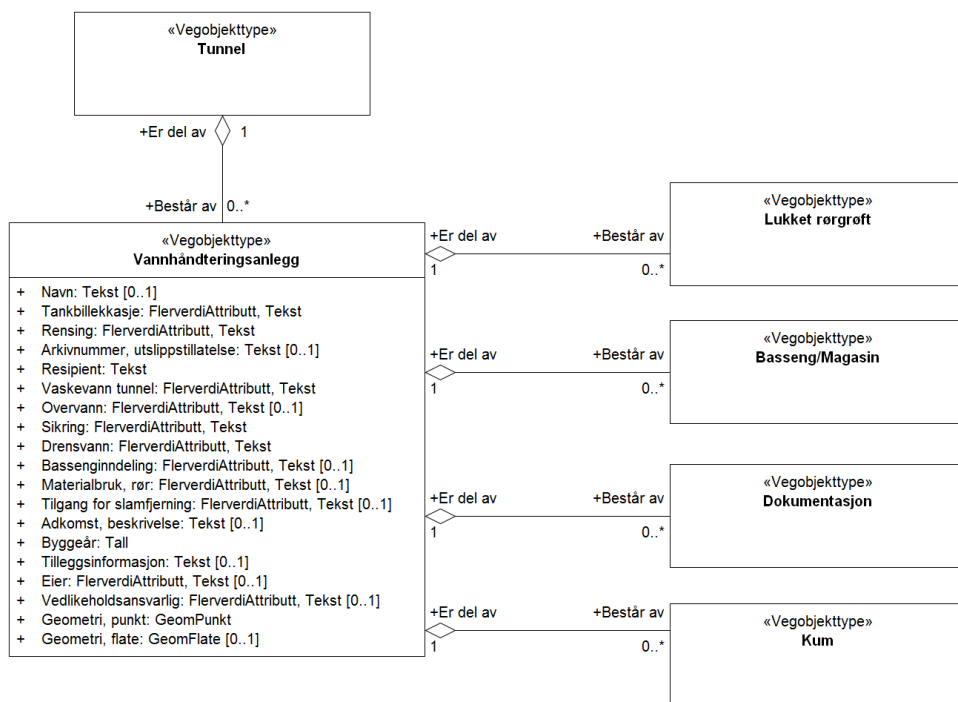 «Vegobjekttype»
Tunnel
+Er del av 1
+Består av 0..*
«Vegobjekttype»
Vannhåndteringsanlegg
+ Navn: Tekst [0..1]
+ Tankbillekkasje: FlerverdiAttributt, Tekst
+ Rensing: FlerverdiAttributt, Tekst
+ Arkivnummer, utslippstillatelse: Tekst [0..1]
+ Resipient: Tekst
+ Vaskevann tunnel: FlerverdiAttributt, Tekst
+ Overvann: FlerverdiAttributt, Tekst [0..1]
+ Sikring: FlerverdiAttributt, Tekst
+ Drensvann: FlerverdiAttributt, Tekst
+ Bassenginndeling: FlerverdiAttributt, Tekst [0..1]
+ Materialbruk, rør: FlerverdiAttributt, Tekst [0..1]
+ Tilgang for slamfjerning: FlerverdiAttributt, Tekst [0..1]
+ Adkomst, beskrivelse: Tekst [0..1]
+ Byggeår: Tall
+ Tilleggsinformasjon: Tekst [0..1]
+ Eier: FlerverdiAttributt, Tekst [0..1]
+ Vedlikeholdsansvarlig: FlerverdiAttributt, Tekst [0..1]
+ Geometri, punkt: GeomPunkt
+ Geometri, flate: GeomFlate [0..1]
+Er del av +Består av
1 0..*
«Vegobjekttype»
Lukket rørgrøft
+Er del av +Består av
1 0..*
«Vegobjekttype»
Basseng/Magasin
+Er del av +Består av
1 0..*
«Vegobjekttype»
Dokumentasjon
+Er del av +Består av
1 0..*
«Vegobjekttype»
Kum